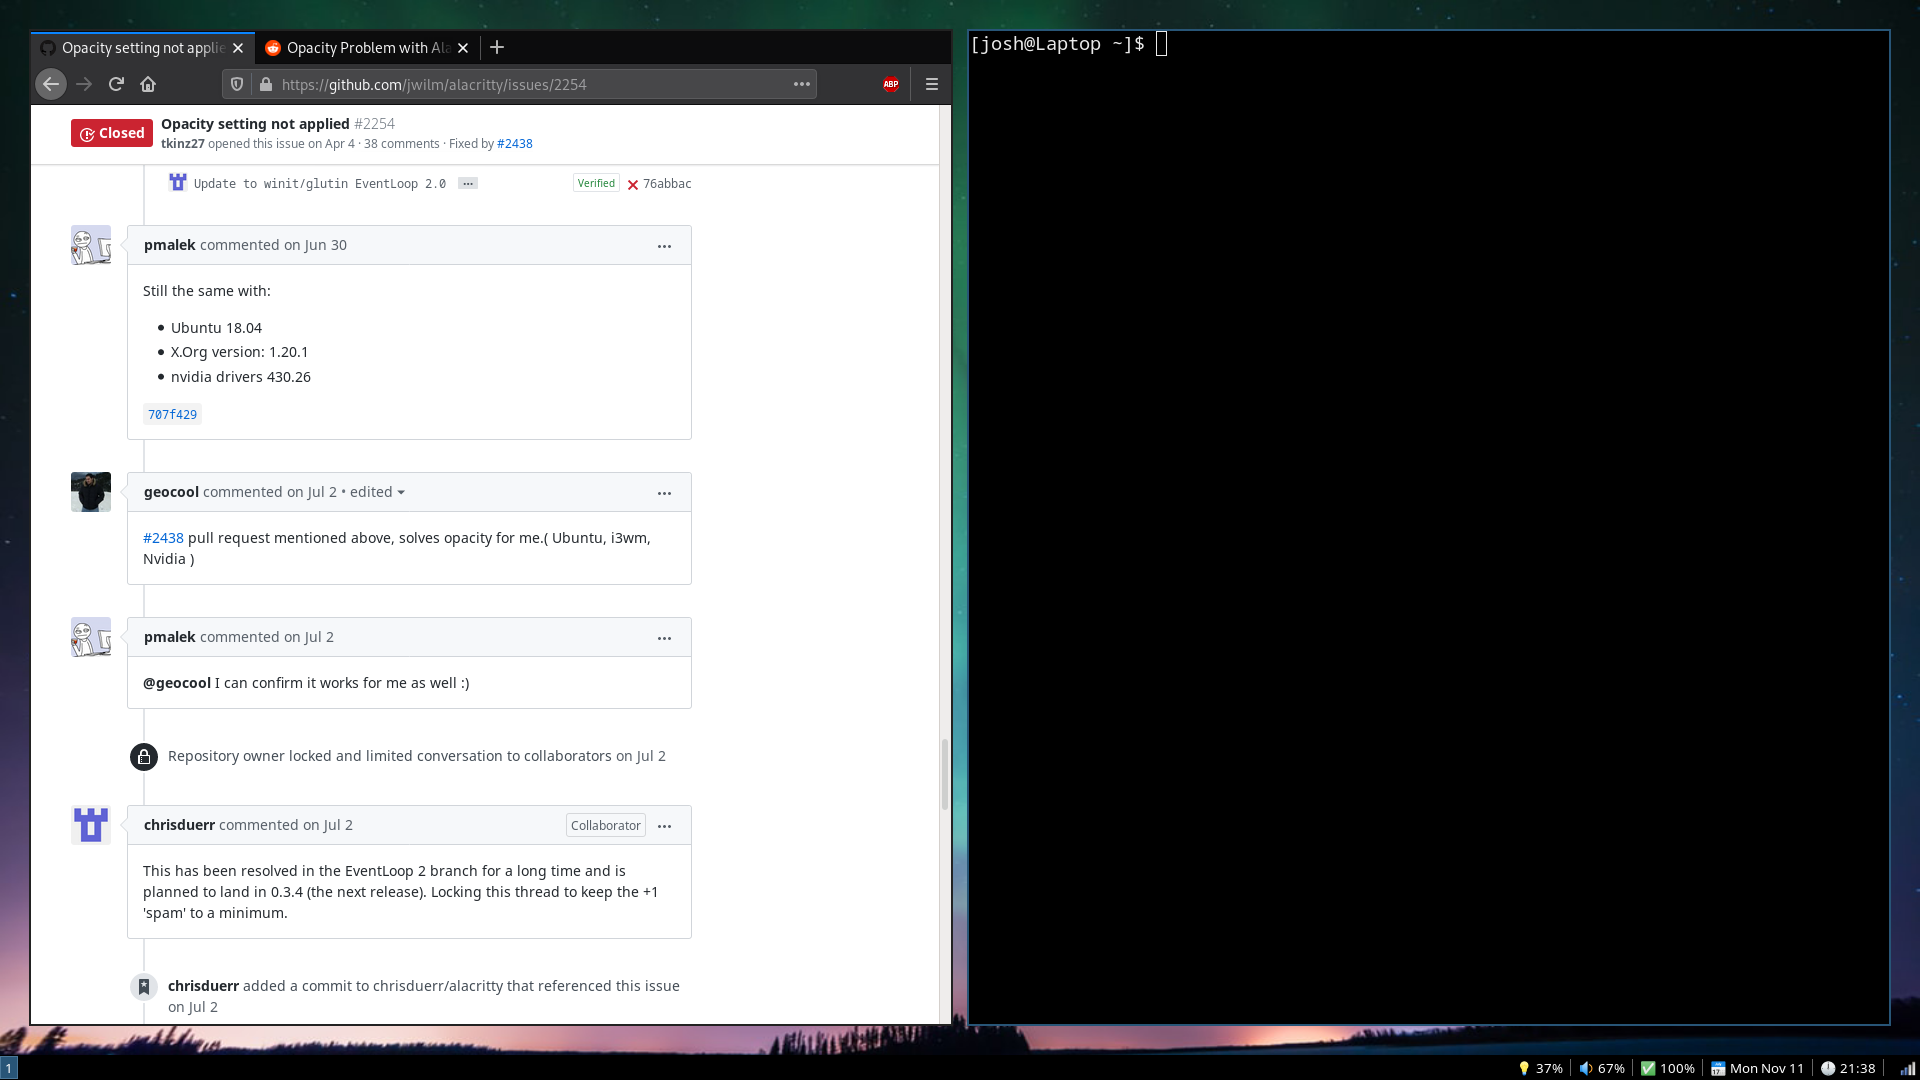 Opacity setting not applie
Opacity Problem with Ala
https://github.com/jwilm/alacritty/issues/2254
ABP
Closed
Opacity setting not applied #2254
tkinz27 opened this issue on Apr 4 · 38 comments · Fixed by #2438
Update to winit/glutin EventLoop 2.0 ...
Verified
76abbac
pmalek commented on Jun 30
Still the same with:
• Ubuntu 18.04
• X.Org version: 1.20.1
• nvidia drivers 430.26
707f429
geocool commented on Jul 2 • edited
#2438 pull request mentioned above, solves opacity for me.( Ubuntu, i3wm,
Nvidia )
pmalek commented on Jul 2
@geocool I can confirm it works for me as well :)
Repository owner locked and limited conversation to collaborators on Jul 2
chrisduerr commented on Jul 2
Collaborator
This has been resolved in the EventLoop 2 branch for a long time and is
planned to land in 0.3.4 (the next release). Locking this thread to keep the +1
'spam' to a minimum.
chrisduerr added a commit to chrisduerr/alacritty that referenced this issue
on Jul 2
[josh@Laptop ~]$
1
37%
67%
100%
Mon Nov 11
21:38